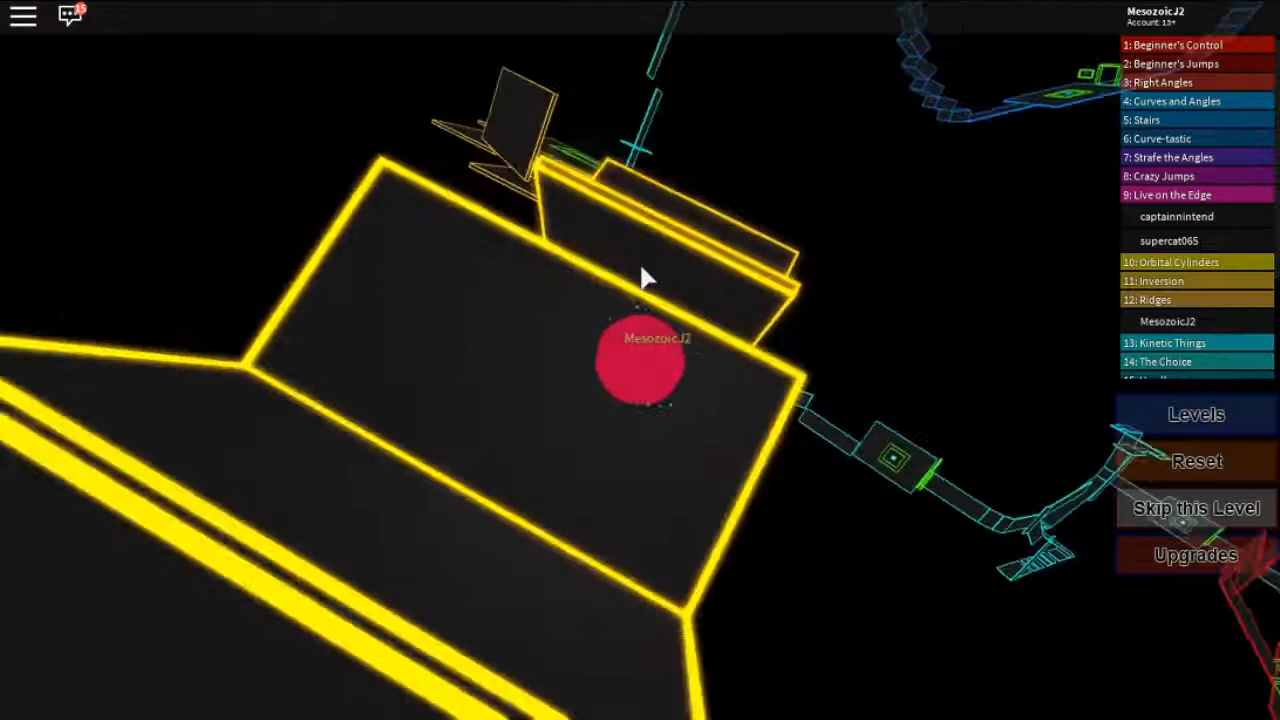 15
MesozoicJ2
Account: 13+
1: Beginner's Control
2: Beginner's Jumps
3: Right Angles
4: Curves and Angles
5: Stairs
6: Curve-tastic
7: Strafe the Angles
8: Crazy Jumps
9: Live on the Edge
captainnintend
supercat065
10: Orbital Cylinders
11: Inversion
12: Ridges
MesozoicJ2
13: Kinetic Things
14: The Choice
Levels
Reset
Skip this Level
Upgrades
MesozoicJ2